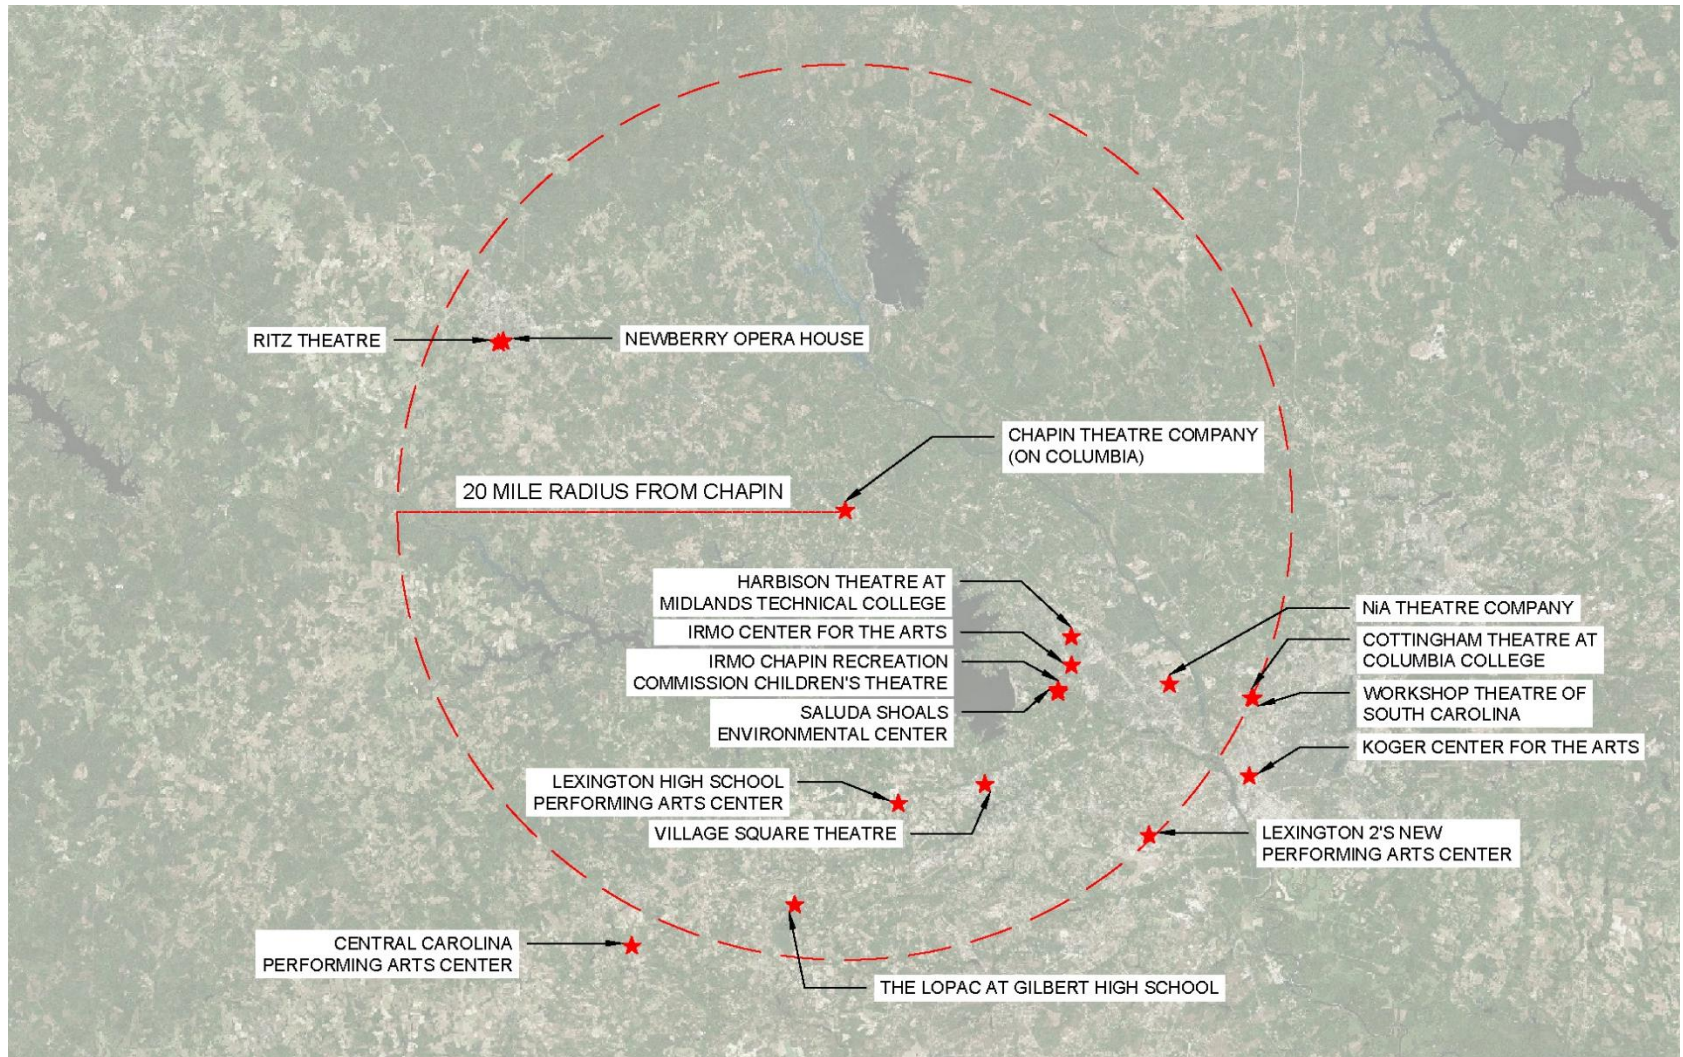 RITZ THEATRE
NEWBERRY OPERA HOUSE
CHAPIN THEATRE COMPANY
(ON COLUMBIA)
20 MILE RADIUS FROM CHAPIN
HARBISON THEATRE AT
MIDLANDS TECHNICAL COLLEGE
IRMO CENTER FOR THE ARTS
IRMO CHAPIN RECREATION
COMMISSION CHILDREN'S THEATRE
SALUDA SHOALS
ENVIRONMENTAL CENTER
NiA THEATRE COMPANY
COTTINGHAM THEATRE AT
COLUMBIA COLLEGE
WORKSHOP THEATRE OF
SOUTH CAROLINA
KOGER CENTER FOR THE ARTS
LEXINGTON HIGH SCHOOL
PERFORMING ARTS CENTER
VILLAGE SQUARE THEATRE
LEXINGTON 2'S NEW
PERFORMING ARTS CENTER
CENTRAL CAROLINA
PERFORMING ARTS CENTER
THE LOPAC AT GILBERT HIGH SCHOOL